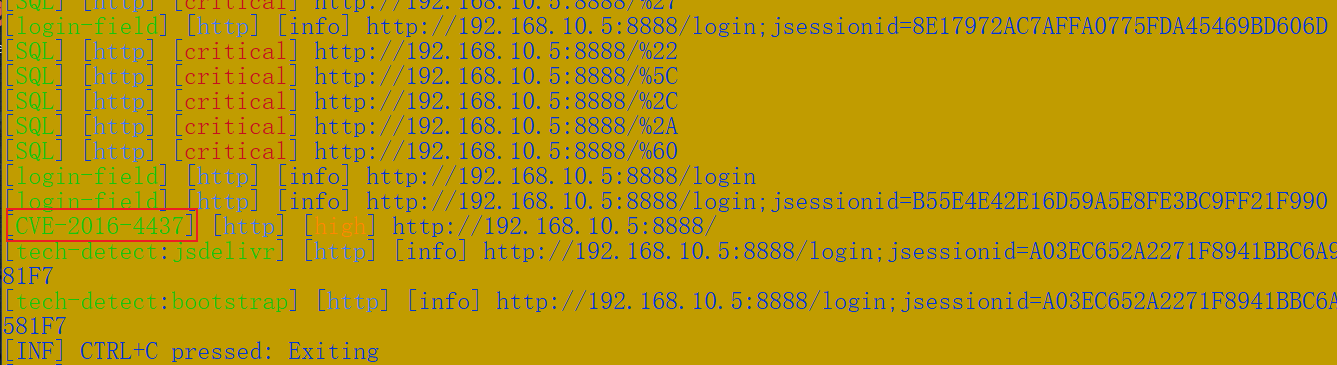 [SQL] [http] [critical] http://192.168.10.5:8888/%27
[login-field] [http] [info] http://192.168.10.5:8888/login;jsessionid=8E17972AC7AFFA0775FDA45469BD606D
[SQL] [http] [critical] http://192.168.10.5:8888/%22
[SQL] [http] [critical] http://192.168.10.5:8888/%5C
[SQL] [http] [critical] http://192.168.10.5:8888/%2C
[SQL] [http] [critical] http://192.168.10.5:8888/%2A
[SQL] [http] [critical] http://192.168.10.5:8888/%60
[login-field] [http] [info] http://192.168.10.5:8888/login
[login-field] [http] [info] http://192.168.10.5:8888/login;jsessionid=B55E4E42E16D59A5E8FE3BC9FF21F990
[CVE-2016-4437] [http] [high] http://192.168.10.5:8888/
[tech-detect:jsdelivr] [http] [info] http://192.168.10.5:8888/login;jsessionid=A03EC652A2271F8941BBC6A9
81F7
[tech-detect:bootstrap] [http] [info] http://192.168.10.5:8888/login;jsessionid=A03EC652A2271F8941BBC6A
581F7
[INF] CTRL+C pressed: Exiting